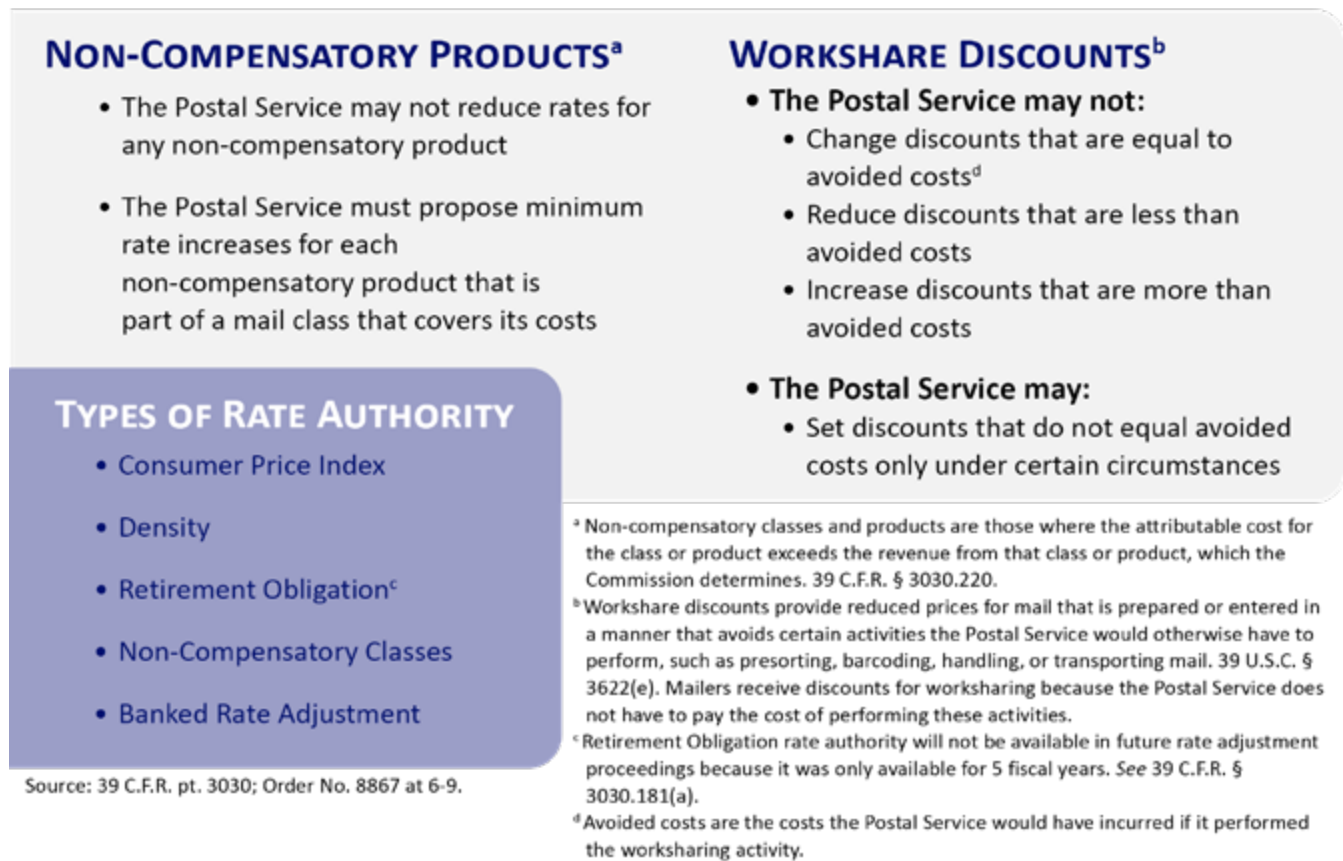 NON-COMPENSATORY PRODUCTSᵃ
• The Postal Service may not reduce rates for
any non-compensatory product
• The Postal Service must propose minimum
rate increases for each
non-compensatory product that is
part of a mail class that covers its costs
WORKSHARE DISCOUNTSᵇ
• The Postal Service may not:
• Change discounts that are equal to
avoided costsᵈ
• Reduce discounts that are less than
avoided costs
• Increase discounts that are more than
avoided costs
• The Postal Service may:
• Set discounts that do not equal avoided
costs only under certain circumstances
TYPES OF RATE AUTHORITY
• Consumer Price Index
• Density
• Retirement Obligationᶜ
• Non-Compensatory Classes
• Banked Rate Adjustment
Source: 39 C.F.R. pt. 3030; Order No. 8867 at 6-9.
ᵃ Non-compensatory classes and products are those where the attributable cost for
the class or product exceeds the revenue from that class or product, which the
Commission determines. 39 C.F.R. § 3030.220.
ᵇ Workshare discounts provide reduced prices for mail that is prepared or entered in
a manner that avoids certain activities the Postal Service would otherwise have to
perform, such as presorting, barcoding, handling, or transporting mail. 39 U.S.C. §
3622(e). Mailers receive discounts for worksharing because the Postal Service does
not have to pay the cost of performing these activities.
ᶜ Retirement Obligation rate authority will not be available in future rate adjustment
proceedings because it was only available for 5 fiscal years. See 39 C.F.R. §
3030.181(a).
ᵈ Avoided costs are the costs the Postal Service would have incurred if it performed
the worksharing activity.